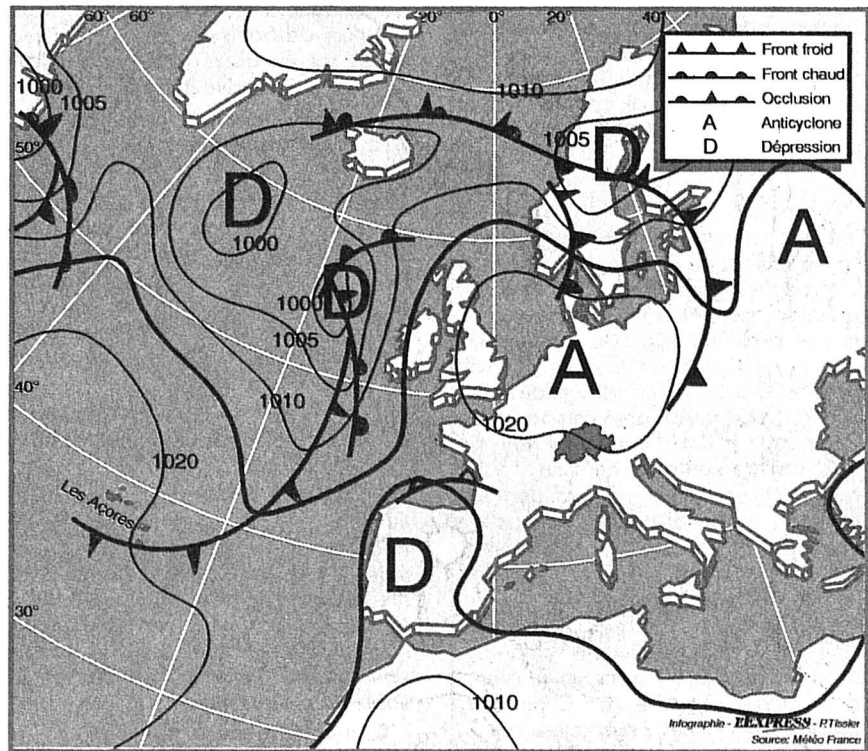 60° 60° 20° 0° 20° 40°
Front froid
Front chaud
Occlusion
A Anticyclone
D Dépression
1000
1005
1010
1005
50°
D
D
A
1000
D
1000
1005
A
40°
1010
1020
1020
Les Açores
D
30°
1010
Infographie - L'EXPRESS - P.Tissier
Source: Météo France